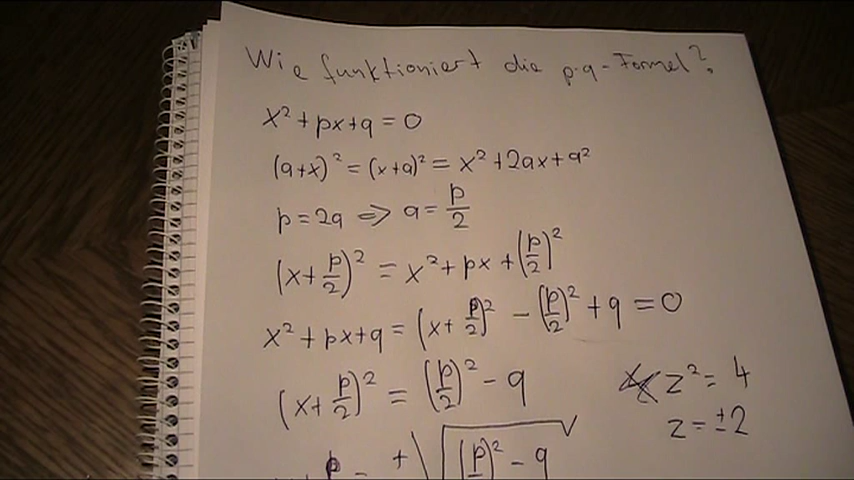 Wie funktioniert die p-q-Formel?
x² + px + q = 0
(a+x)² = (x+a)² = x² + 2ax + a²
p = 2a => a = p/2
(x + p/2)² = x² + px + (p/2)²
x² + px + q = (x + p/2)² - (p/2)² + q = 0
(x + p/2)² = (p/2)² - q
z² = 4
z = ±2
p = ±√((p)² - q